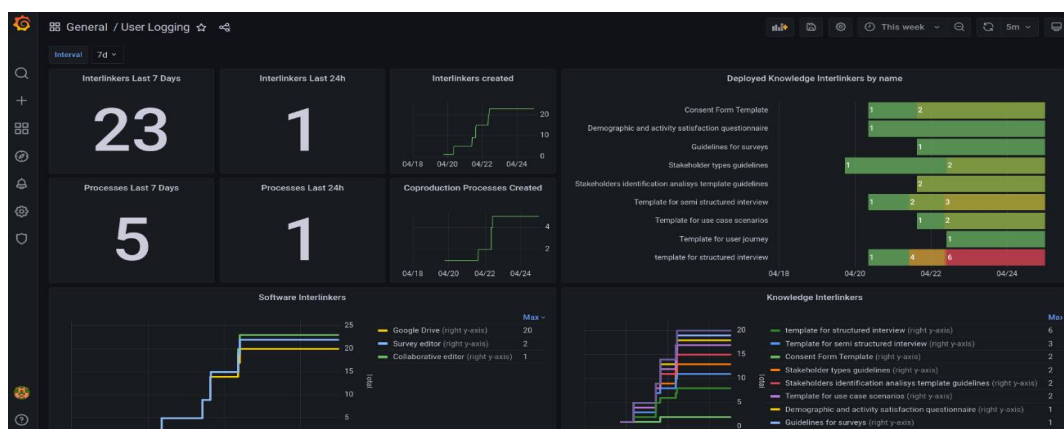 General / User Logging
This week
5m
Interval 7d
Interlinkers Last 7 Days
23
Interlinkers Last 24h
1
Interlinkers created
20
10
0
04/18 04/20 04/22 04/24
Processes Last 7 Days
5
Processes Last 24h
1
Coproduction Processes Created
4
2
04/18 04/20 04/22 04/24
Deployed Knowledge Interlinkers by name
Consent Form Template 1 2
Demographic and activity satisfaction questionnaire 1
Guidelines for surveys 1
Stakeholder types guidelines 1 2
Stakeholders identification analisys template guidelines 2
Template for semi structured interview 1 2 3
Template for use case scenarios 1 2
Template for user journey 1
template for structured interview 1 4 6
04/18 04/20 04/22 04/24
Software Interlinkers
25
20
15
10
5
Total
Max
Google Drive (right y-axis) 20
Survey editor (right y-axis) 2
Collaborative editor (right y-axis) 1
Knowledge Interlinkers
20
15
10
5
0
Total
Max
template for structured interview (right y-axis) 6
Template for semi structured interview (right y-axis) 3
Consent Form Template (right y-axis) 2
Stakeholder types guidelines (right y-axis) 2
Stakeholders identification analisys template guidelines (right y-axis) 2
Template for use case scenarios (right y-axis) 2
Demographic and activity satisfaction questionnaire (right y-axis) 1
Guidelines for surveys (right y-axis) 1